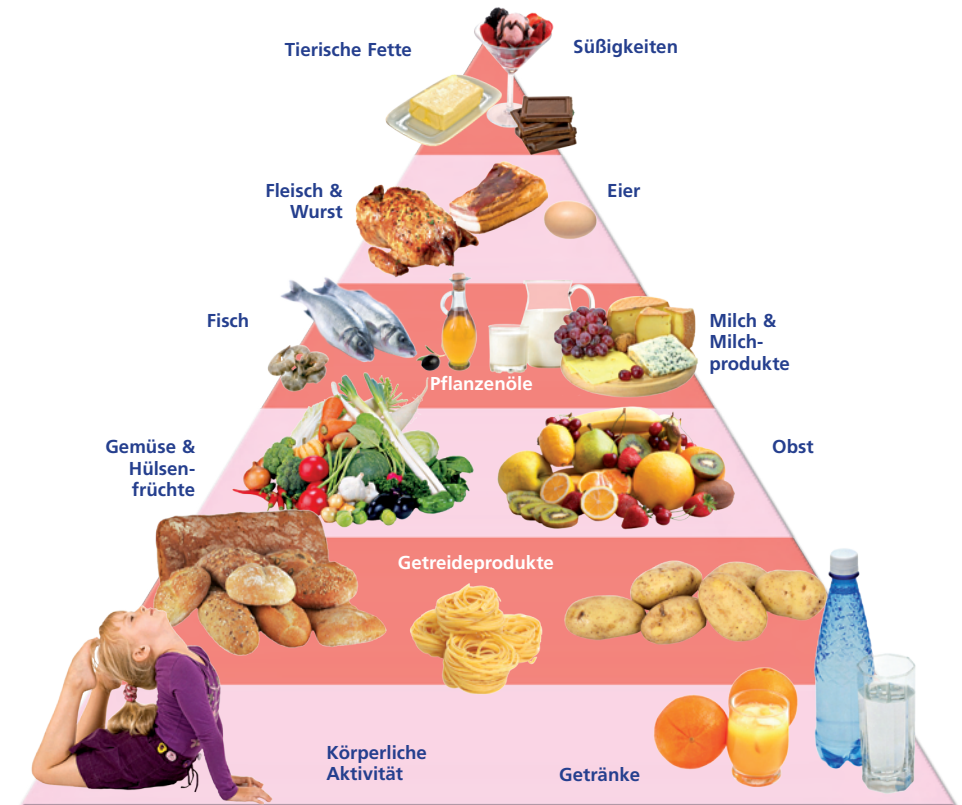 Tierische Fette
Süßigkeiten
Fleisch &
Wurst
Eier
Fisch
Milch &
Milch-
produkte
Pflanzenöle
Gemüse &
Hülsen-
früchte
Obst
Getreideprodukte
Körperliche
Aktivität
Getränke